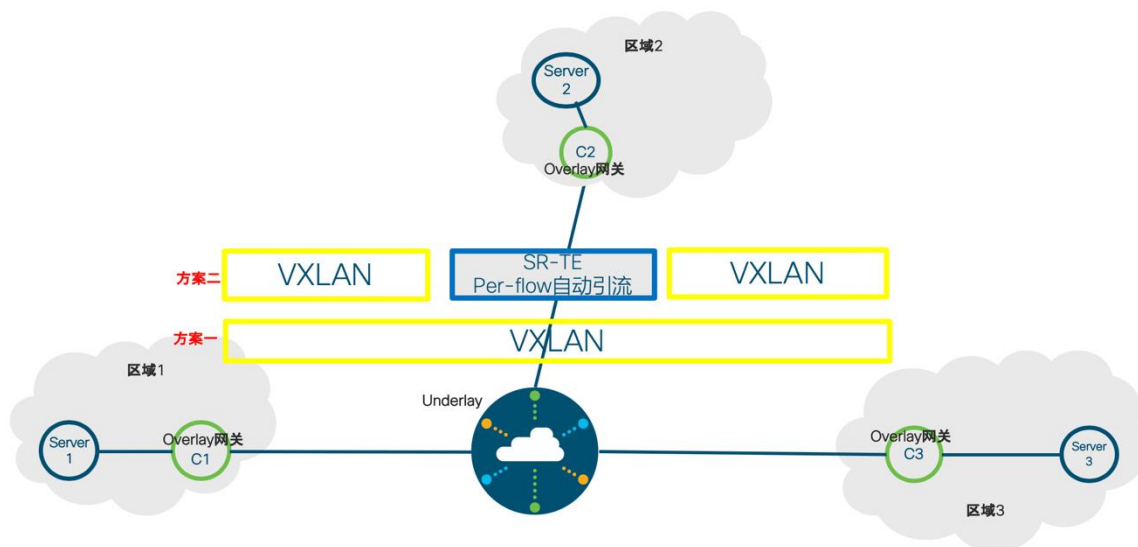 区域2
Server
2
C2
Overlay网关
方案二
VXLAN
SR-TE
Per-flow自动引流
VXLAN
方案一
VXLAN
区域1
Underlay
Server
1
Overlay网关
C1
Overlay网关
C3
Server
3
区域3